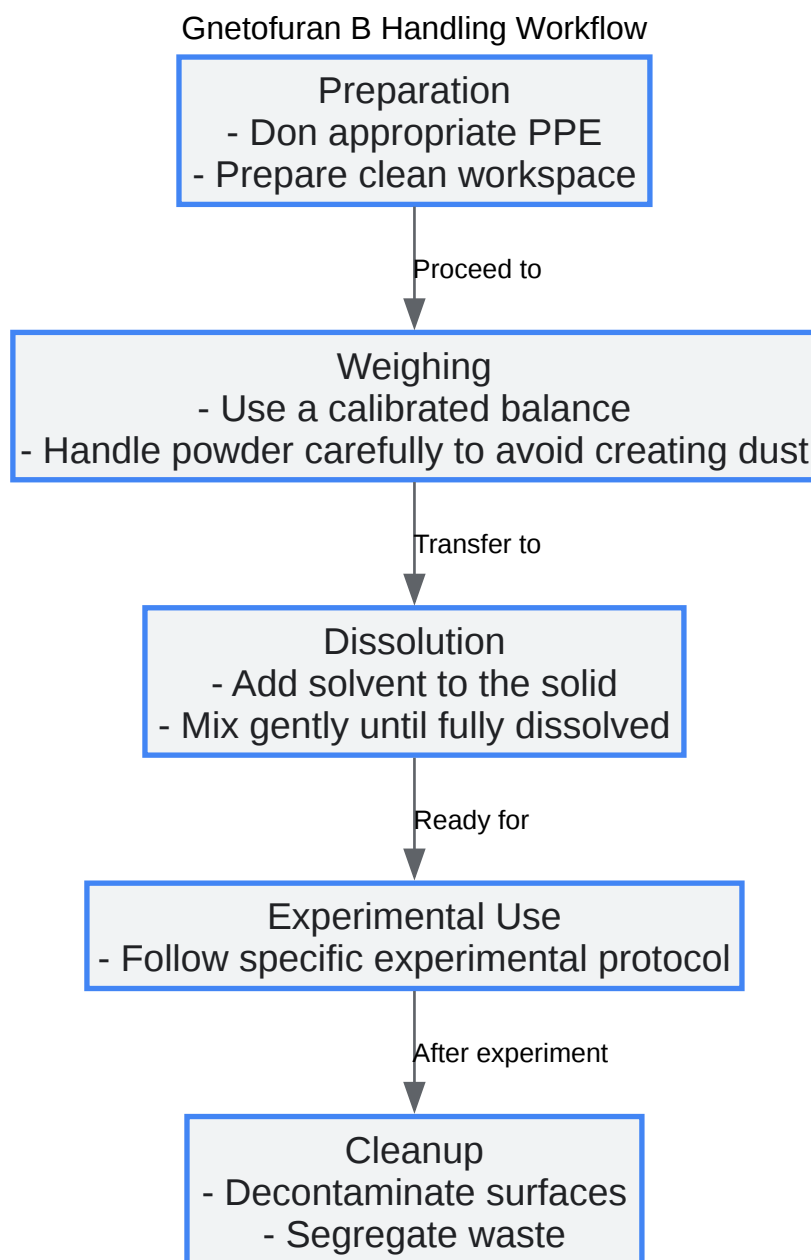 Gnetofuran B Handling Workflow
Preparation
- Don appropriate PPE
- Prepare clean workspace
Proceed to
Weighing
- Use a calibrated balance
- Handle powder carefully to avoid creating dust
Transfer to
Dissolution
- Add solvent to the solid
- Mix gently until fully dissolved
Ready for
Experimental Use
- Follow specific experimental protocol
After experiment
Cleanup
- Decontaminate surfaces
- Segregate waste